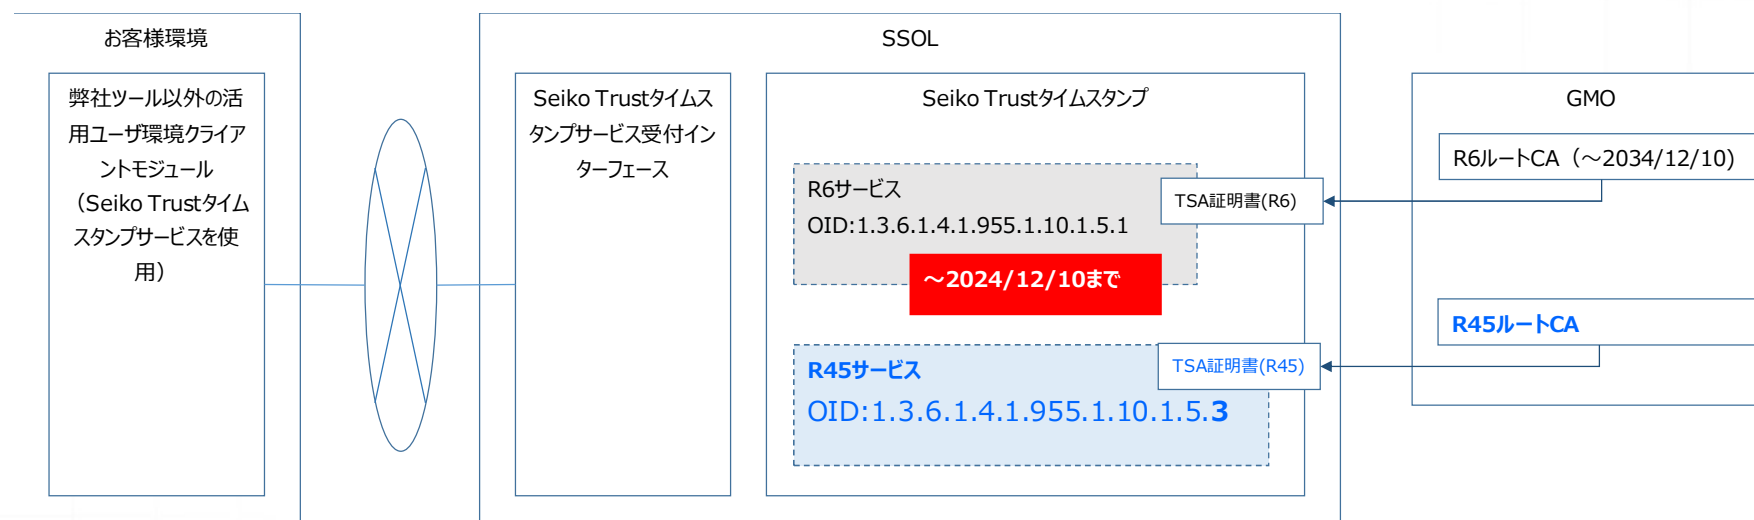 お客様環境
弊社ツール以外の活
用ユーザ環境クライア
ントモジュール
（Seiko Trustタイム
スタンプサービスを使
用）
SSOL
Seiko Trustタイムス
タンプサービス受付イン
ターフェース
Seiko Trustタイムスタンプ
R6サービス
OID:1.3.6.1.4.1.955.1.10.1.5.1
TSA証明書(R6)
～2024/12/10まで
R45サービス
OID:1.3.6.1.4.1.955.1.10.1.5.3
TSA証明書(R45)
GMO
R6ルートCA（～2034/12/10)
R45ルートCA